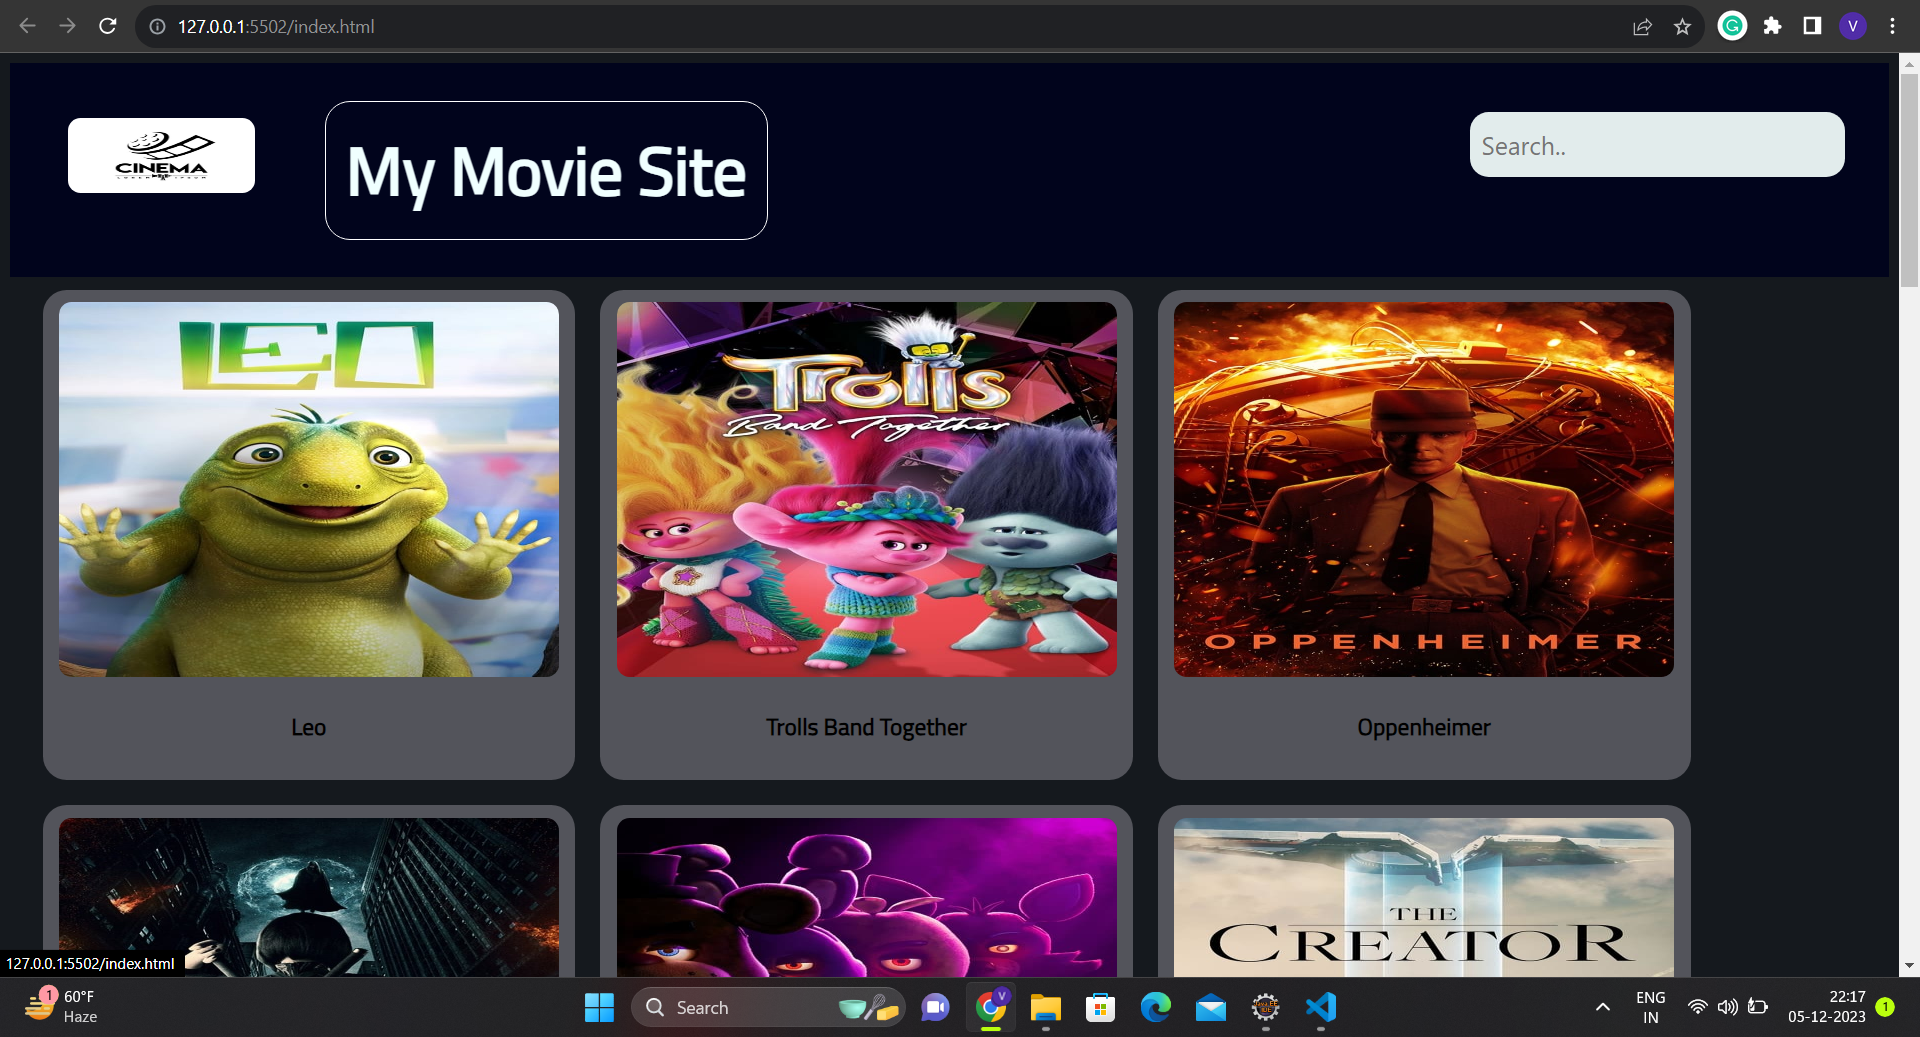 127.0.0.1:5502/index.html
V
CINEMA
My Movie Site
Search..
LEO
Trolls
Band Together
OPPENHEIMER
Leo
Trolls Band Together
Oppenheimer
THE
CREATOR
127.0.0.1:5502/index.html
1
60°F
Haze
Search
V
ENG
IN
22:17
05-12-2023
1